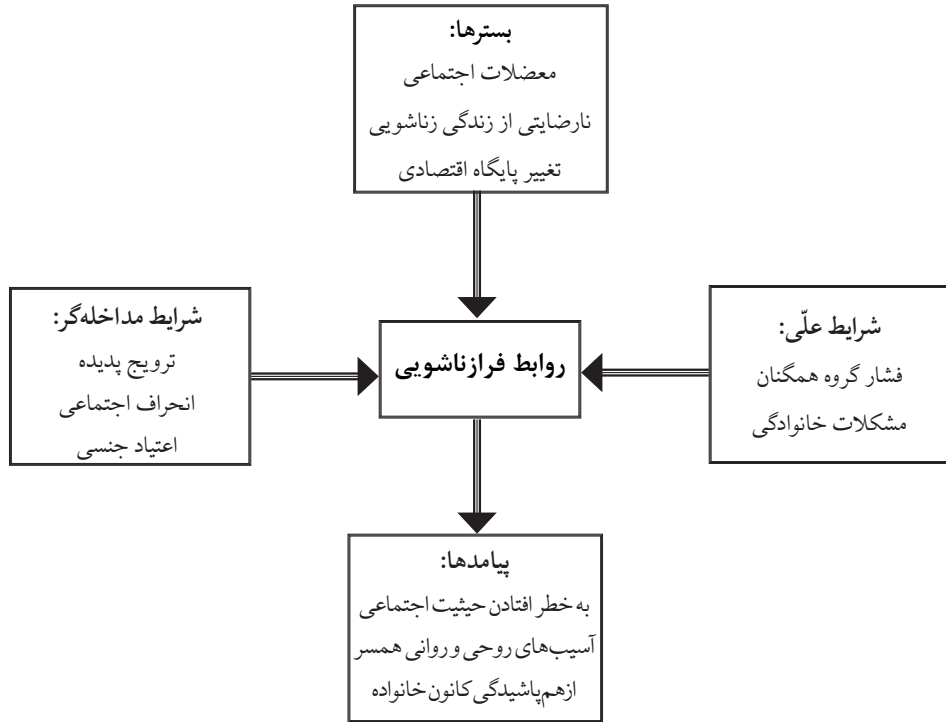 بسترها:
معضلات اجتماعی
نارضایتی از زندگی زناشویی
تغییر پایگاه اقتصادی
شرایط علّی:
فشار گروه همگنان
مشکلات خانوادگی
روابط فرازناشویی
شرایط مداخله‌گر:
ترویج پدیده
انحراف اجتماعی
اعتیاد جنسی
پیامدها:
به خطر افتادن حیثیت اجتماعی
آسیب‌های روحی و روانی همسر
ازهم‌پاشیدگی کانون خانواده